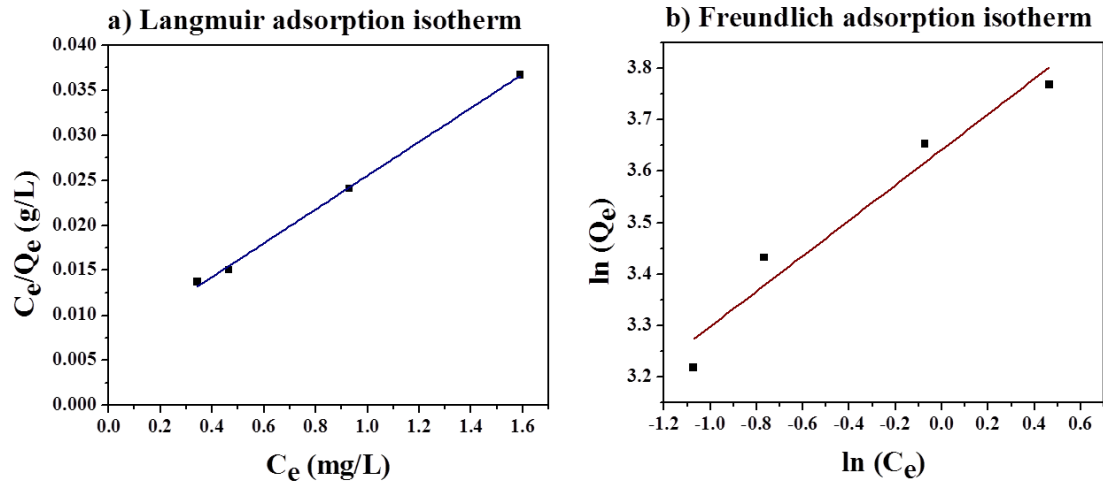 a) Langmuir adsorption isotherm
0.040
0.035
0.030
0.025
0.020
0.015
0.010
0.005
0.000
Ce/Qe (g/L)
0.0 0.2 0.4 0.6 0.8 1.0 1.2 1.4 1.6
Ce (mg/L)
b) Freundlich adsorption isotherm
3.8
3.7
3.6
3.5
3.4
3.3
3.2
ln (Qe)
-1.2 -1.0 -0.8 -0.6 -0.4 -0.2 0.0 0.2 0.4 0.6
ln (Ce)